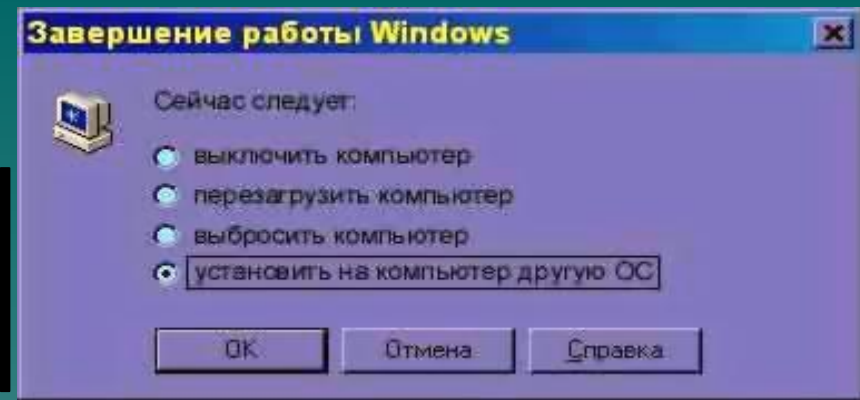 Завершение работы Windows
Сейчас следует:
выключить компьютер
перезагрузить компьютер
выбросить компьютер
установить на компьютер другую ОС
OK Отмена Справка